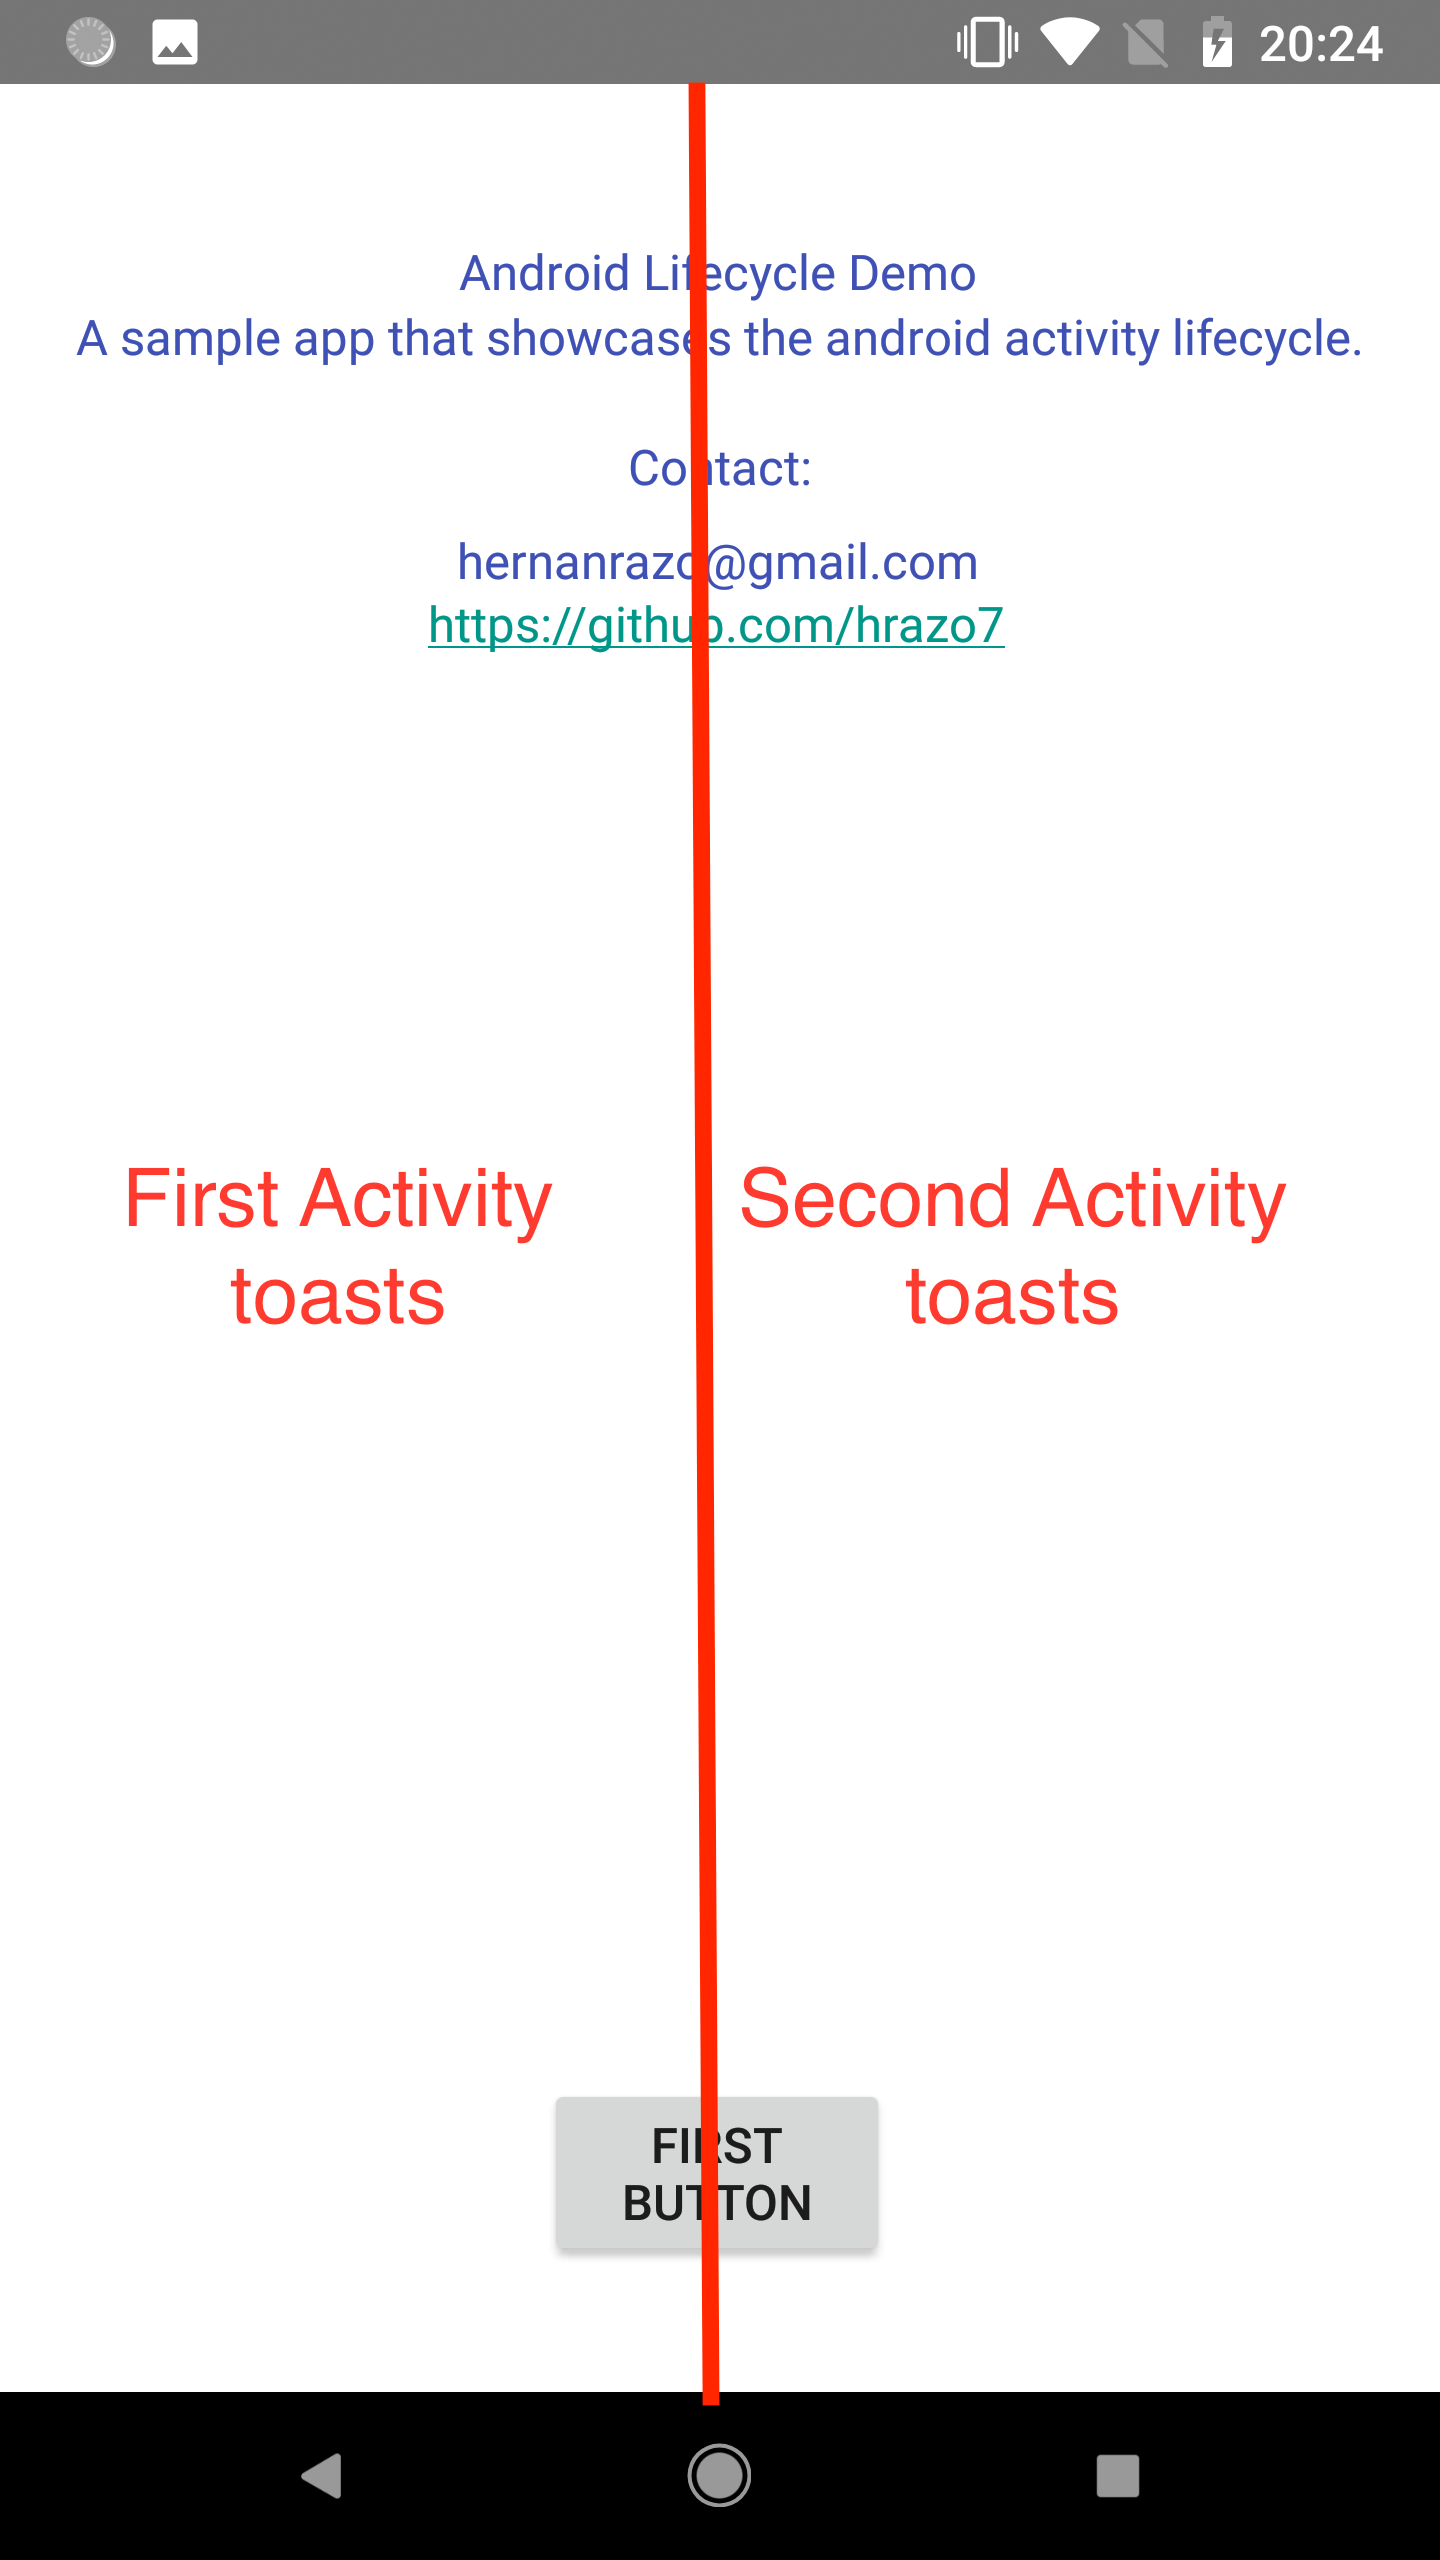 20:24
Android Lifecycle Demo
A sample app that showcases the android activity lifecycle.
Contact:
hernanrazo@gmail.com
https://github.com/hrazo7
First Activity
toasts
Second Activity
toasts
FIRST
BUTTON